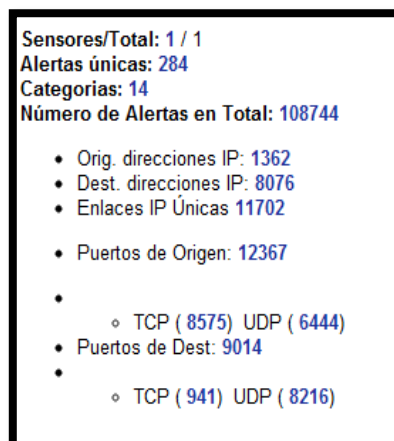 Sensores/Total: 1 / 1
Alertas únicas: 284
Categorias: 14
Número de Alertas en Total: 108744
Orig. direcciones IP: 1362
Dest. direcciones IP: 8076
Enlaces IP Únicas 11702
Puertos de Origen: 12367
TCP ( 8575) UDP ( 6444)
Puertos de Dest: 9014
TCP ( 941) UDP ( 8216)